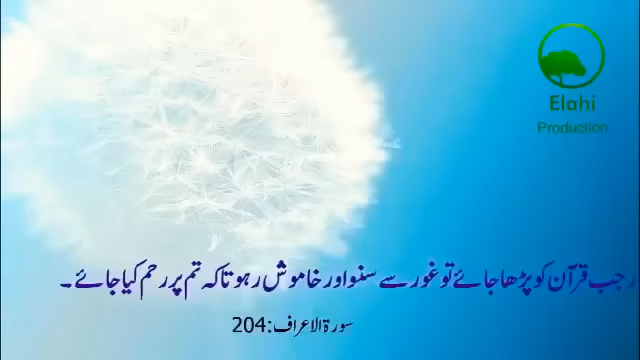 Elahi
Production
جب قرآن کو پڑھا جائے تو غور سے سنو اور خاموش رہو تاکہ تم پر رحم کیا جائے ۔
سورۃ الاعراف:204